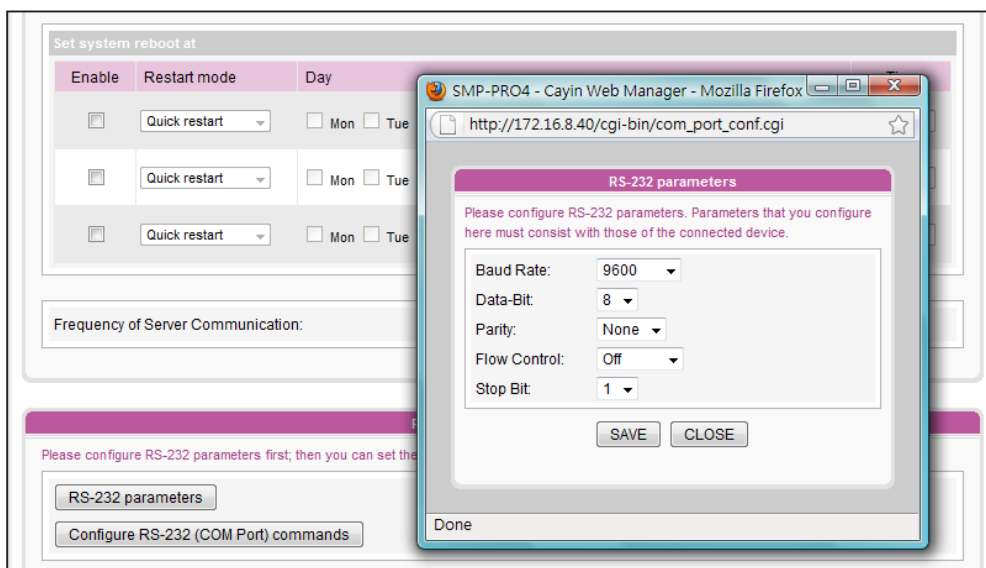 Set system reboot at
Enable Restart mode Day
Quick restart Mon Tue
Quick restart Mon Tue
Quick restart Mon Tue
Frequency of Server Communication:
Please configure RS-232 parameters first; then you can set the
RS-232 parameters
Configure RS-232 (COM Port) commands
SMP-PRO4 - Cayin Web Manager - Mozilla Firefox
http://172.16.8.40/cgi-bin/com_port_conf.cgi
RS-232 parameters
Please configure RS-232 parameters. Parameters that you configure
here must consist with those of the connected device.
Baud Rate: 9600
Data-Bit: 8
Parity: None
Flow Control: Off
Stop Bit: 1
SAVE CLOSE
Done